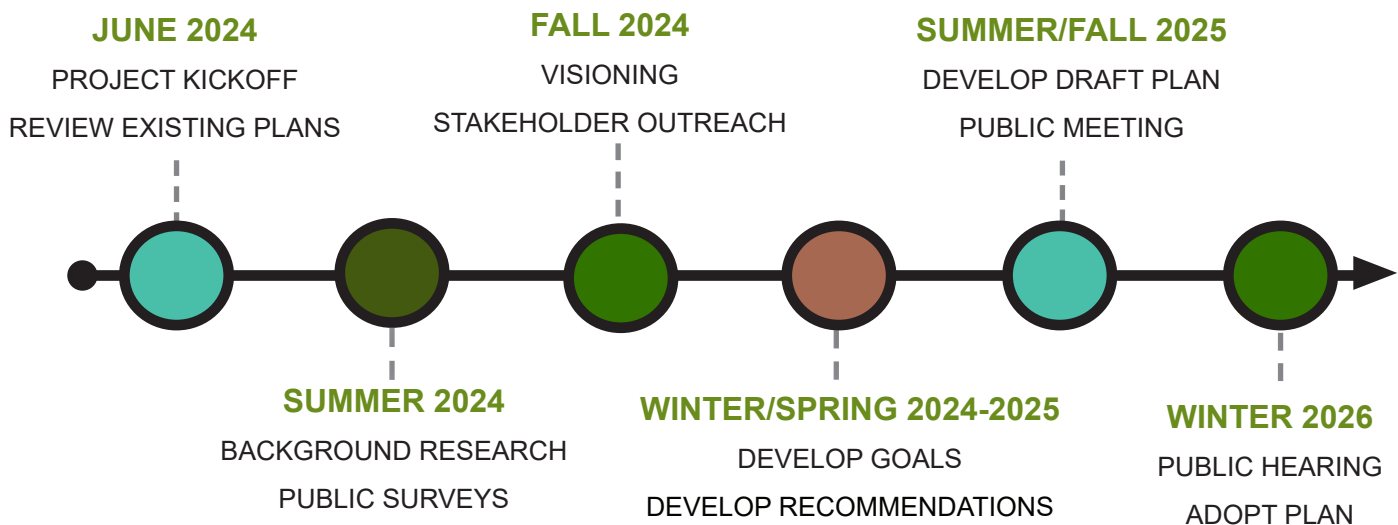 JUNE 2024
PROJECT KICKOFF
REVIEW EXISTING PLANS
SUMMER 2024
BACKGROUND RESEARCH
PUBLIC SURVEYS
FALL 2024
VISIONING
STAKEHOLDER OUTREACH
WINTER/SPRING 2024-2025
DEVELOP GOALS
DEVELOP RECOMMENDATIONS
SUMMER/FALL 2025
DEVELOP DRAFT PLAN
PUBLIC MEETING
WINTER 2026
PUBLIC HEARING
ADOPT PLAN